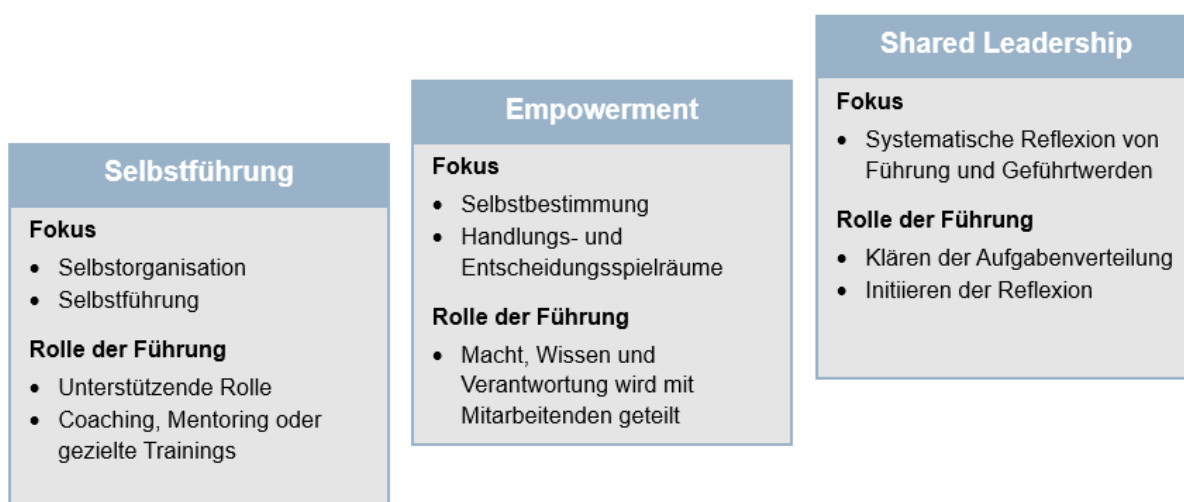 Selbstführung
Fokus
• Selbstorganisation
• Selbstführung
Rolle der Führung
• Unterstützende Rolle
• Coaching, Mentoring oder
gezielte Trainings
Empowerment
Fokus
• Selbstbestimmung
• Handlungs- und
Entscheidungsspielräume
Rolle der Führung
• Macht, Wissen und
Verantwortung wird mit
Mitarbeitenden geteilt
Shared Leadership
Fokus
• Systematische Reflexion von
Führung und Geführtwerden
Rolle der Führung
• Klären der Aufgabenverteilung
• Initiieren der Reflexion